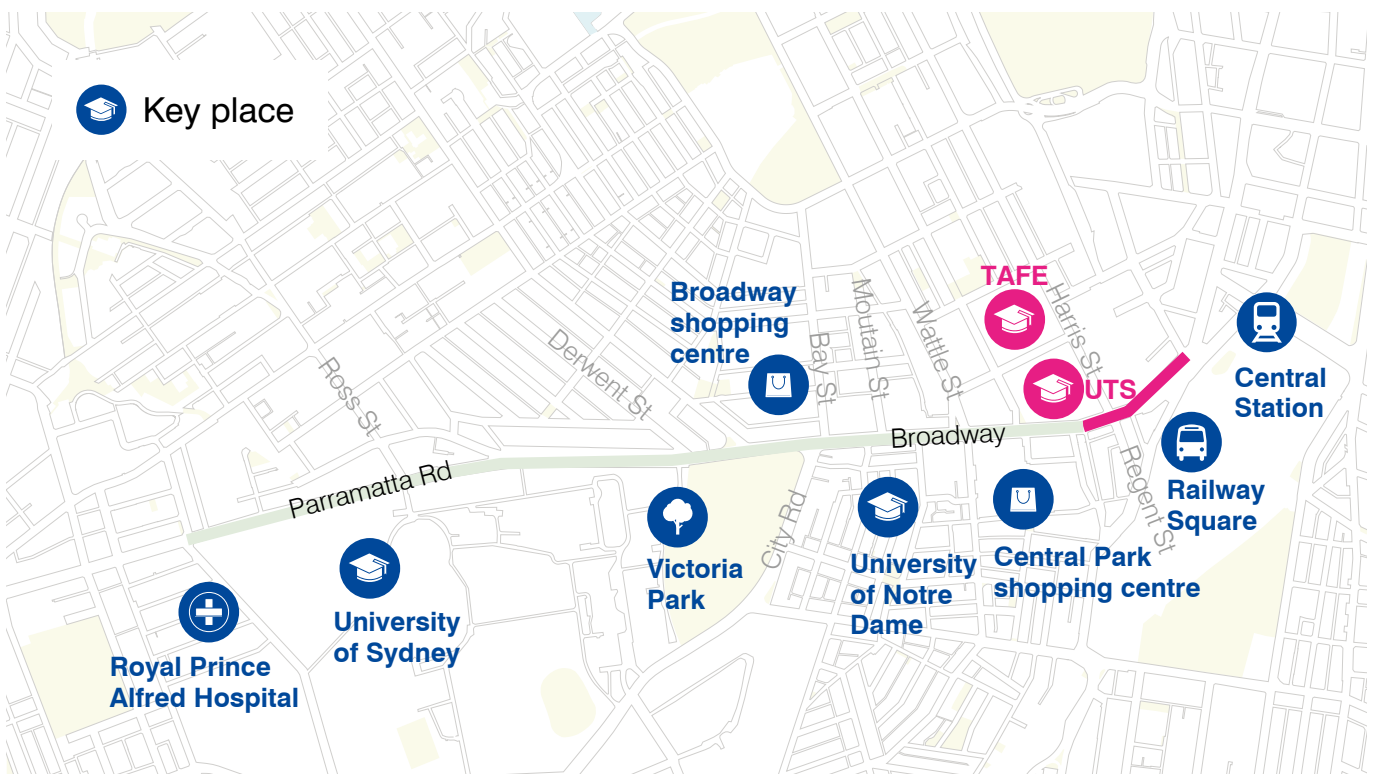 Key place
TAFE
Broadway
shopping
centre
Moutain St
Harris St
Wattle St
Bay St
Derwent St
Ross St
UTS
Central
Station
Broadway
Parramatta Rd
Regent St
Railway
Square
City Rd
Victoria
Park
University
of Notre
Dame
Central Park
shopping centre
University
of Sydney
Royal Prince
Alfred Hospital